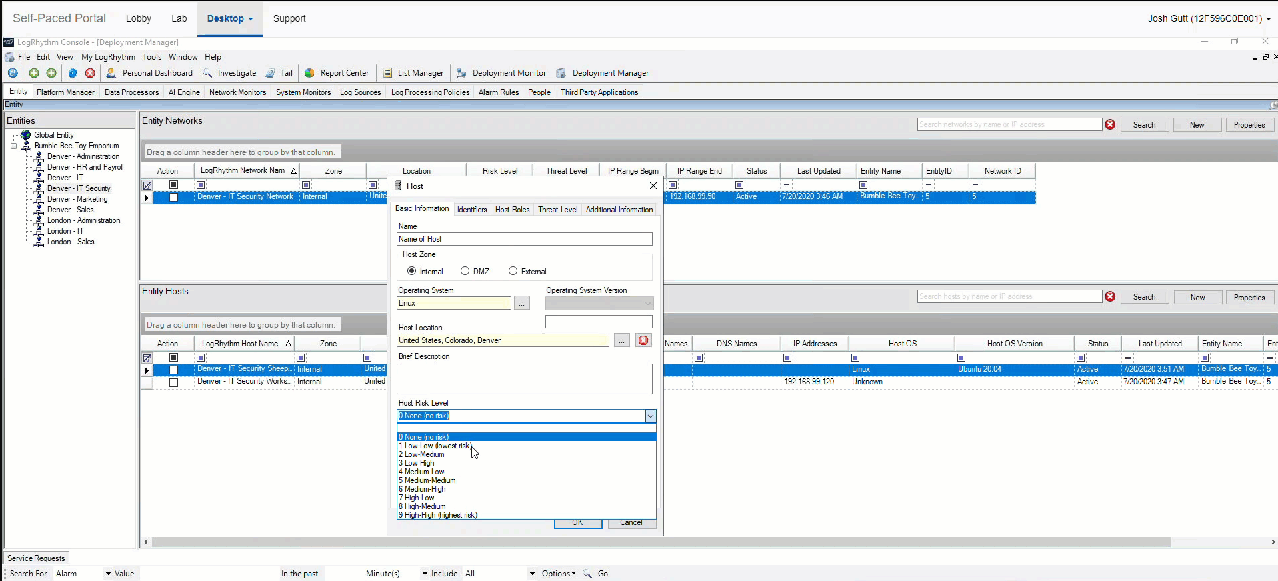 Self-Paced Portal Lobby Lab Desktop Support Josh Gutt (12F596C0E001)
LogRhythm Console - [Deployment Manager]
File Edit View My LogRhythm Tools Window Help
Personal Dashboard Investigate Tail Report Center List Manager Deployment Monitor Deployment Manager
Entity Platform Manager Data Processors AI Engine Network Monitors System Monitors Log Sources Log Processing Policies Alarm Rules People Third Party Applications
Entity
Entities
Global Entity
Bumble Bee Toy Emporium
Denver - Administration
Denver - HR and Payroll
Denver - IT
Denver - IT Security
Denver - Marketing
Denver - Sales
London - Administration
London - IT
London - Sales
Entity Networks Search networks by name or IP address Search New Properties
Drag a column header here to group by that column.
Action LogRhythm Network Nam Zone Location Risk Level Threat Level IP Range Begin IP Range End Status Last Updated Entity Name EntityID Network ID
Denver - IT Security Network Internal Unite 192.168.99.50 Active 7/20/2020 3:46 AM Bumble Bee Toy 5 5
Host
Basic Information Identifiers Host Roles Threat Level Additional Information
Name
Name of Host
Host Zone
Internal DMZ External
Operating System Operating System Version
Linux ...
Host Location
United States, Colorado, Denver ...
Brief Description
Host Risk Level
0 None (no risk)
0 None (no risk)
1 Low-Low (lowest risk)
2 Low-Medium
3 Low-High
4 Medium-Low
5 Medium-Medium
6 Medium-High
7 High-Low
8 High-Medium
9 High-High (highest risk)
OK Cancel
Entity Hosts Search hosts by name or IP address Search New Properties
Drag a column header here to group by that column.
Action LogRhythm Host Name Zone Names DNS Names IP Addresses Host OS Host OS Version Status Last Updated Entity Name En
Denver - IT Security Sheep... Internal United Linux Ubuntu 20.04 Active 7/20/2020 3:51 AM Bumble Bee Toy... 5
Denver - IT Security Works... Internal United 192.168.99.120 Unknown Active 7/20/2020 3:47 AM Bumble Bee Toy... 5
Service Requests
Search For Alarm Value In the past Minute(s) Include All Options Go